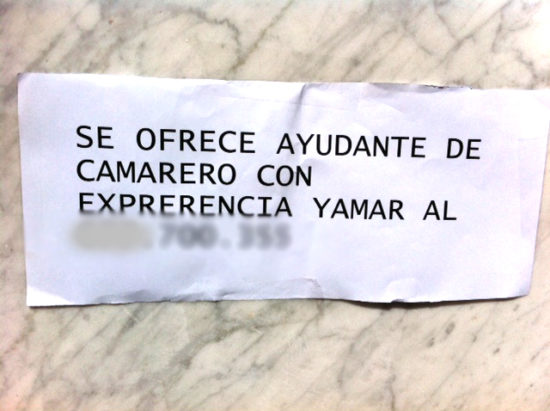 SE OFRECE AYUDANTE DE
CAMARERO CON
EXPRERENCIA YAMAR AL
.700.355